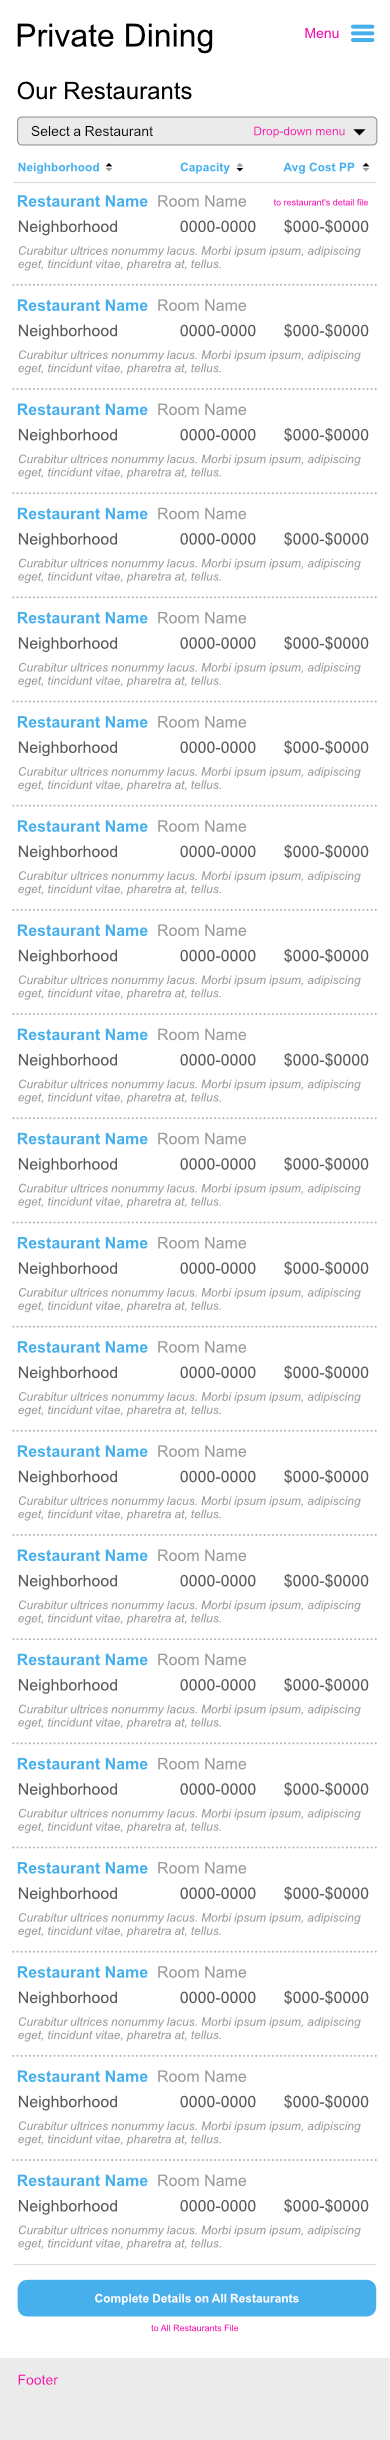 Private Dining
Menu
Our Restaurants
Select a Restaurant Drop-down menu
Neighborhood Capacity Avg Cost PP
Restaurant Name Room Name to restaurant's detail file
Neighborhood 0000-0000 $000-$0000
Curabitur ultrices nonummy lacus. Morbi ipsum ipsum, adipiscing
eget, tincidunt vitae, pharetra at, tellus.
Restaurant Name Room Name
Neighborhood 0000-0000 $000-$0000
Curabitur ultrices nonummy lacus. Morbi ipsum ipsum, adipiscing
eget, tincidunt vitae, pharetra at, tellus.
Restaurant Name Room Name
Neighborhood 0000-0000 $000-$0000
Curabitur ultrices nonummy lacus. Morbi ipsum ipsum, adipiscing
eget, tincidunt vitae, pharetra at, tellus.
Restaurant Name Room Name
Neighborhood 0000-0000 $000-$0000
Curabitur ultrices nonummy lacus. Morbi ipsum ipsum, adipiscing
eget, tincidunt vitae, pharetra at, tellus.
Restaurant Name Room Name
Neighborhood 0000-0000 $000-$0000
Curabitur ultrices nonummy lacus. Morbi ipsum ipsum, adipiscing
eget, tincidunt vitae, pharetra at, tellus.
Restaurant Name Room Name
Neighborhood 0000-0000 $000-$0000
Curabitur ultrices nonummy lacus. Morbi ipsum ipsum, adipiscing
eget, tincidunt vitae, pharetra at, tellus.
Restaurant Name Room Name
Neighborhood 0000-0000 $000-$0000
Curabitur ultrices nonummy lacus. Morbi ipsum ipsum, adipiscing
eget, tincidunt vitae, pharetra at, tellus.
Restaurant Name Room Name
Neighborhood 0000-0000 $000-$0000
Curabitur ultrices nonummy lacus. Morbi ipsum ipsum, adipiscing
eget, tincidunt vitae, pharetra at, tellus.
Restaurant Name Room Name
Neighborhood 0000-0000 $000-$0000
Curabitur ultrices nonummy lacus. Morbi ipsum ipsum, adipiscing
eget, tincidunt vitae, pharetra at, tellus.
Restaurant Name Room Name
Neighborhood 0000-0000 $000-$0000
Curabitur ultrices nonummy lacus. Morbi ipsum ipsum, adipiscing
eget, tincidunt vitae, pharetra at, tellus.
Restaurant Name Room Name
Neighborhood 0000-0000 $000-$0000
Curabitur ultrices nonummy lacus. Morbi ipsum ipsum, adipiscing
eget, tincidunt vitae, pharetra at, tellus.
Restaurant Name Room Name
Neighborhood 0000-0000 $000-$0000
Curabitur ultrices nonummy lacus. Morbi ipsum ipsum, adipiscing
eget, tincidunt vitae, pharetra at, tellus.
Restaurant Name Room Name
Neighborhood 0000-0000 $000-$0000
Curabitur ultrices nonummy lacus. Morbi ipsum ipsum, adipiscing
eget, tincidunt vitae, pharetra at, tellus.
Restaurant Name Room Name
Neighborhood 0000-0000 $000-$0000
Curabitur ultrices nonummy lacus. Morbi ipsum ipsum, adipiscing
eget, tincidunt vitae, pharetra at, tellus.
Restaurant Name Room Name
Neighborhood 0000-0000 $000-$0000
Curabitur ultrices nonummy lacus. Morbi ipsum ipsum, adipiscing
eget, tincidunt vitae, pharetra at, tellus.
Restaurant Name Room Name
Neighborhood 0000-0000 $000-$0000
Curabitur ultrices nonummy lacus. Morbi ipsum ipsum, adipiscing
eget, tincidunt vitae, pharetra at, tellus.
Restaurant Name Room Name
Neighborhood 0000-0000 $000-$0000
Curabitur ultrices nonummy lacus. Morbi ipsum ipsum, adipiscing
eget, tincidunt vitae, pharetra at, tellus.
Restaurant Name Room Name
Neighborhood 0000-0000 $000-$0000
Curabitur ultrices nonummy lacus. Morbi ipsum ipsum, adipiscing
eget, tincidunt vitae, pharetra at, tellus.
Restaurant Name Room Name
Neighborhood 0000-0000 $000-$0000
Curabitur ultrices nonummy lacus. Morbi ipsum ipsum, adipiscing
eget, tincidunt vitae, pharetra at, tellus.
Restaurant Name Room Name
Neighborhood 0000-0000 $000-$0000
Curabitur ultrices nonummy lacus. Morbi ipsum ipsum, adipiscing
eget, tincidunt vitae, pharetra at, tellus.
Complete Details on All Restaurants
to All Restaurants File
Footer